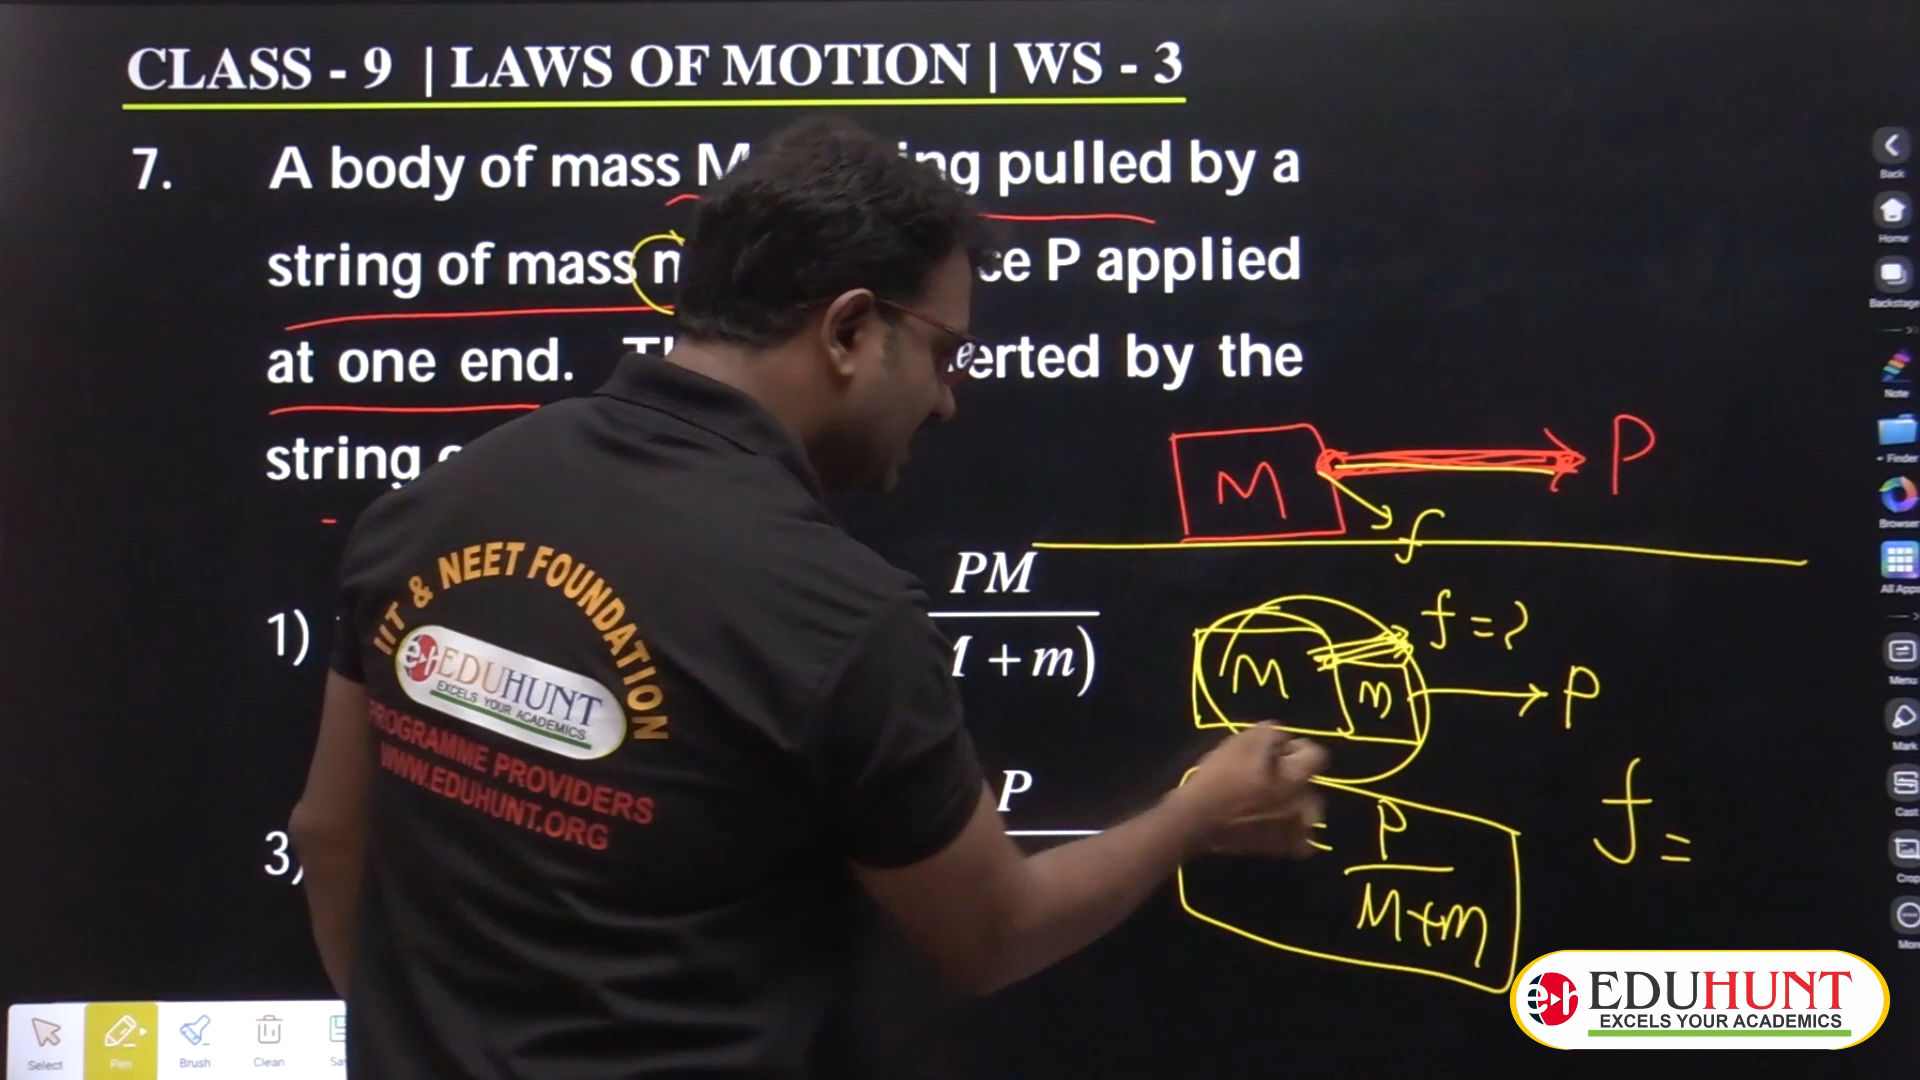 CLASS - 9 | LAWS OF MOTION | WS - 3
7. A body of mass M pulled by a
string of mass P applied
at one end. by the
string
1)
PM
+ m)
3)
P
M
P
f
f = ?
M
m
P
= P
M+m
f =
IIT & NEET FOUNDATION
EDUHUNT
EXCELS YOUR ACADEMICS
PROGRAMME PROVIDERS
WWW.EDUHUNT.ORG
Back
Home
Backstage
Note
Finder
Browser
All Apps
Menu
Mark
Cast
Crop
Select
Pen
Brush
Clean
EDUHUNT
EXCELS YOUR ACADEMICS